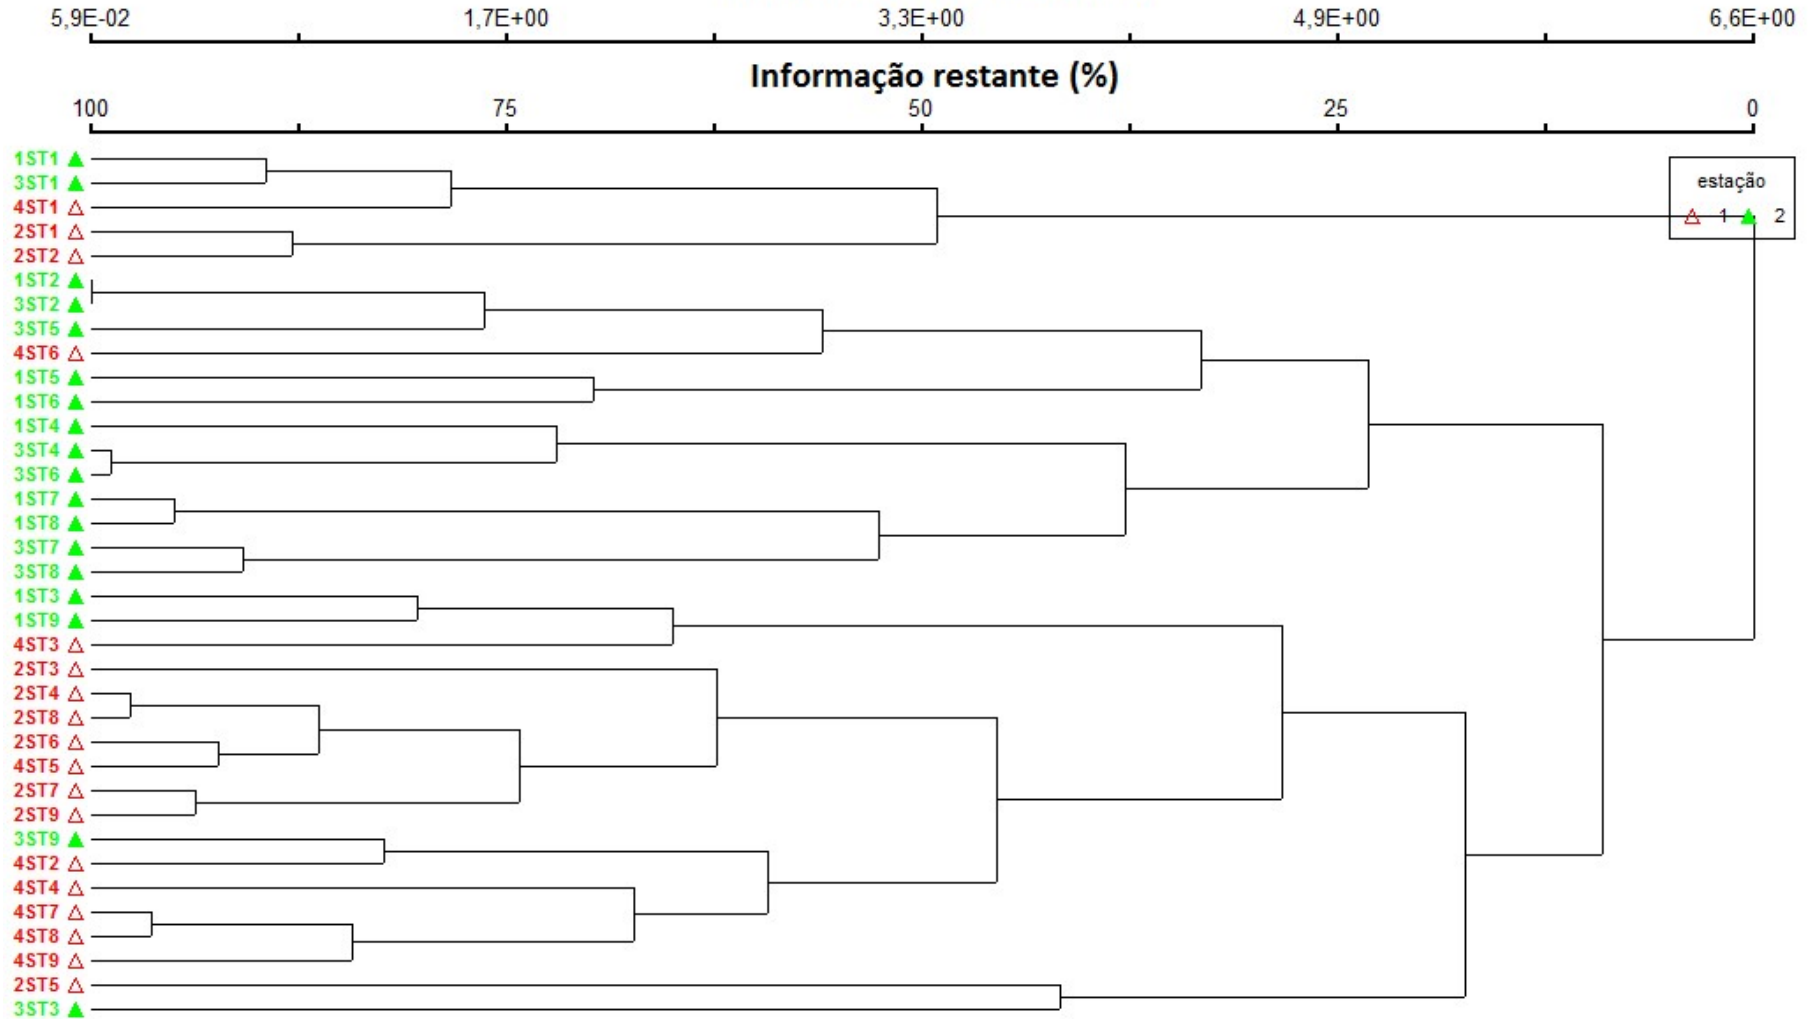 5,9E-02 1,7E+00 3,3E+00 4,9E+00 6,6E+00
Informação restante (%)
100 75 50 25 0
1ST1
3ST1
4ST1
2ST1
2ST2
1ST2
3ST2
3ST5
4ST6
1ST5
1ST6
1ST4
3ST4
3ST6
1ST7
1ST8
3ST7
3ST8
1ST3
1ST9
4ST3
2ST3
2ST4
2ST8
2ST6
4ST5
2ST7
2ST9
3ST9
4ST2
4ST4
4ST7
4ST8
4ST9
2ST5
3ST3
estação
1 2